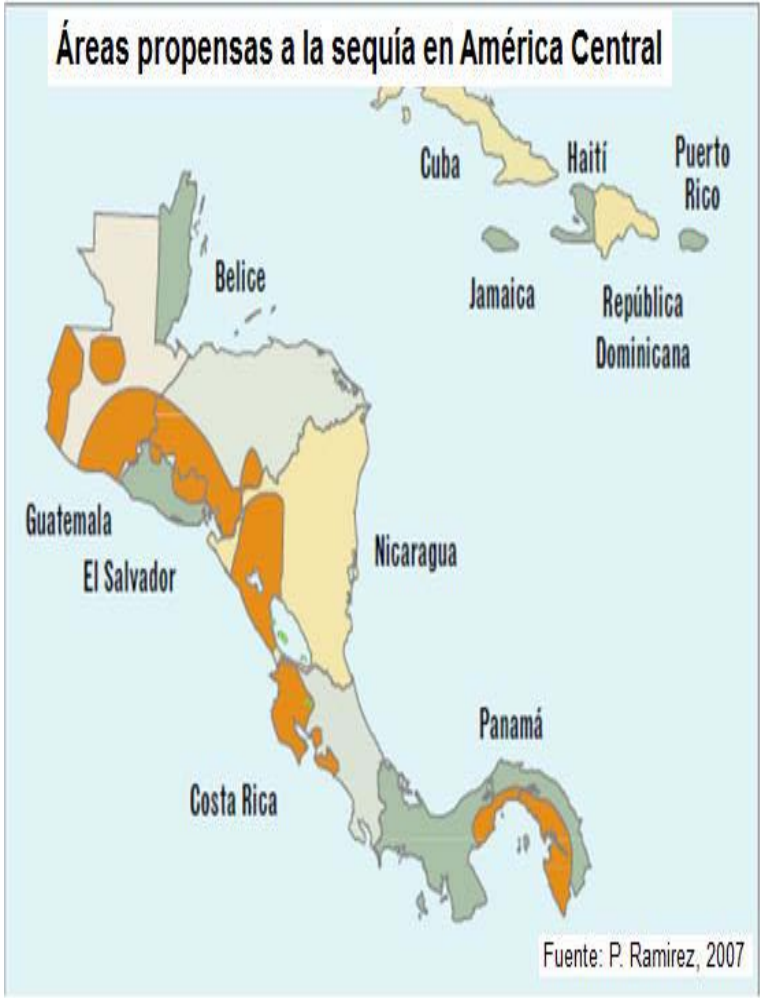 Áreas propensas a la sequía en América Central
Cuba
Haití
Puerto
Rico
Belice
Jamaica
República
Dominicana
Guatemala
El Salvador
Nicaragua
Panamá
Costa Rica
Fuente: P. Ramirez, 2007